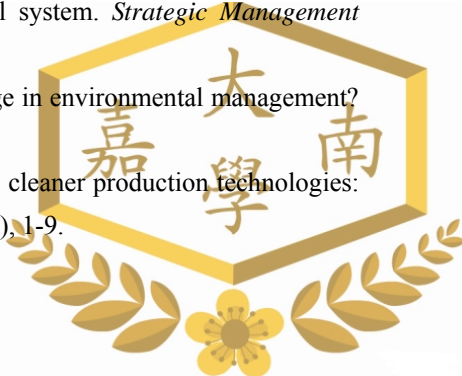 l system. Strategic Management
ge in environmental management?
cleaner production technologies:
), 1-9.
大
嘉 南
學